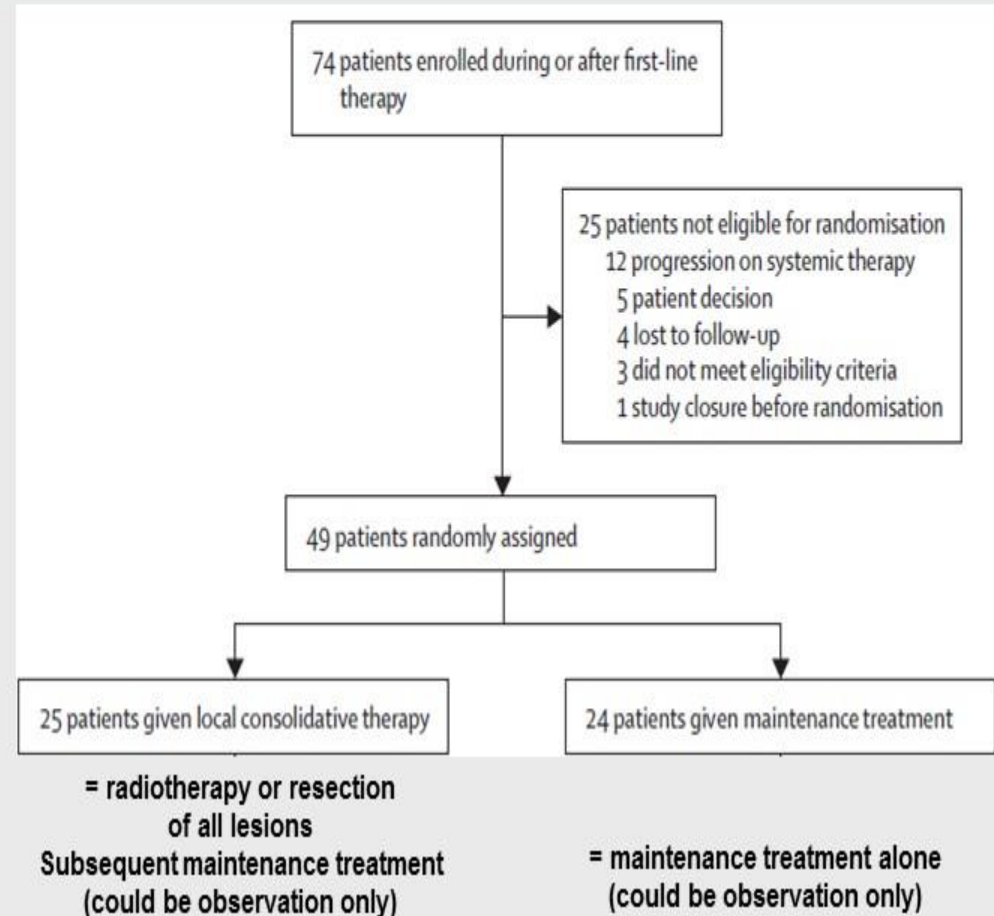 74 patients enrolled during or after first-line
therapy
25 patients not eligible for randomisation
12 progression on systemic therapy
5 patient decision
4 lost to follow-up
3 did not meet eligibility criteria
1 study closure before randomisation
49 patients randomly assigned
25 patients given local consolidative therapy
24 patients given maintenance treatment
= radiotherapy or resection
of all lesions
Subsequent maintenance treatment
(could be observation only)
= maintenance treatment alone
(could be observation only)